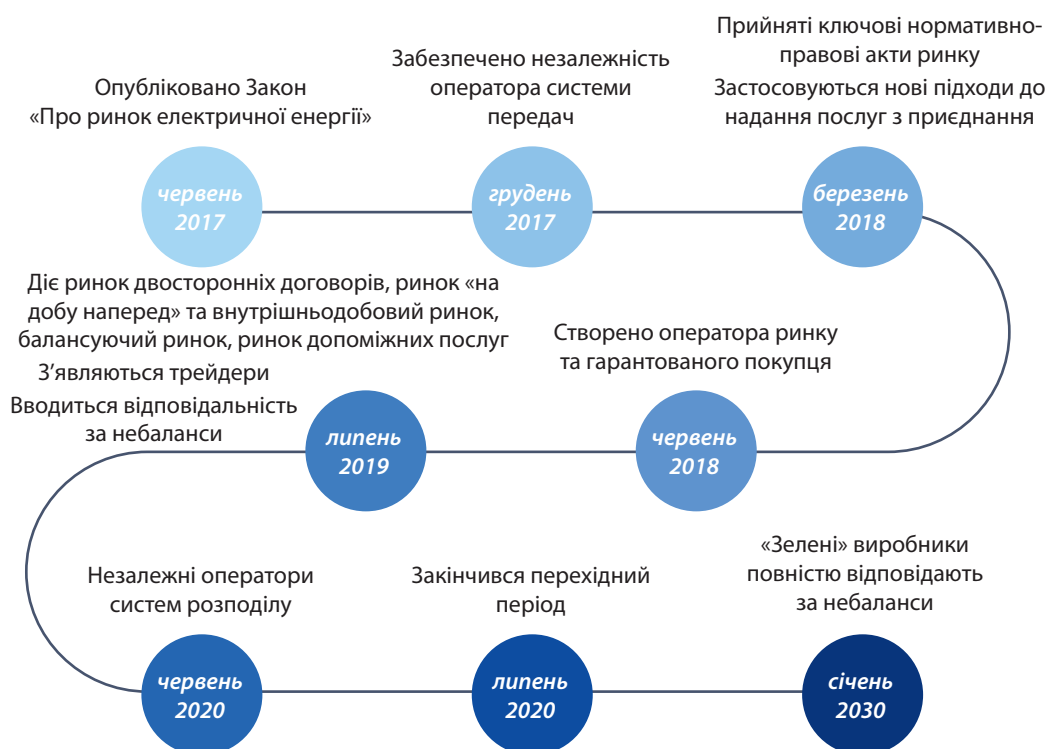 Опубліковано Закон
«Про ринок електричної енергії»
червень
2017
Забезпечено незалежність
оператора системи
передач
грудень
2017
Прийняті ключові нормативно-
правові акти ринку
Застосовуються нові підходи до
надання послуг з приєднання
березень
2018
Створено оператора ринку
та гарантованого покупця
червень
2018
Діє ринок двосторонніх договорів, ринок «на
добу наперед» та внутрішньодобовий ринок,
балансуючий ринок, ринок допоміжних послуг
З’являються трейдери
Вводиться відповідальність
за небаланси
липень
2019
Незалежні оператори
систем розподілу
червень
2020
Закінчився перехідний
період
липень
2020
«Зелені» виробники
повністю відповідають
за небаланси
січень
2030